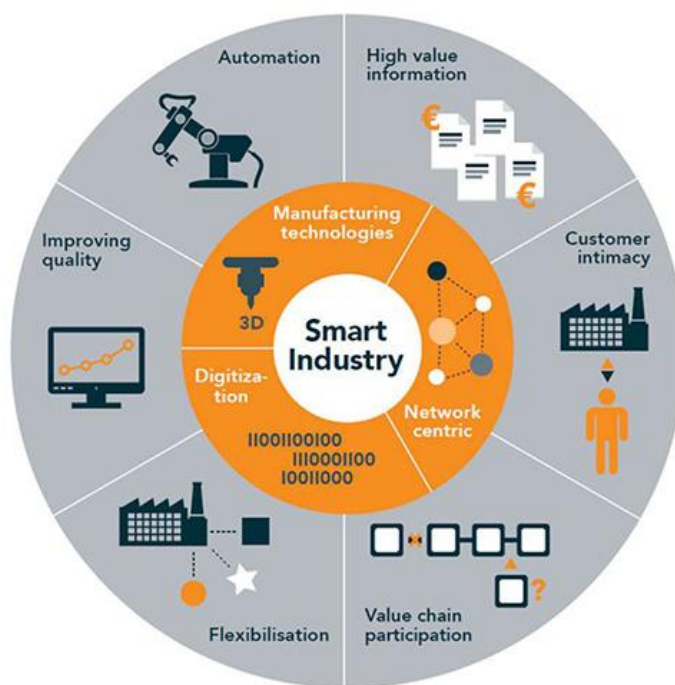 Automation
High value
information
Improving
quality
Customer
intimacy
Manufacturing
technologies
3D
Smart
Industry
Digitiza-
tion
Network
centric
11001100100
1110001100
10011000
€
€
Flexibilisation
Value chain
participation
?